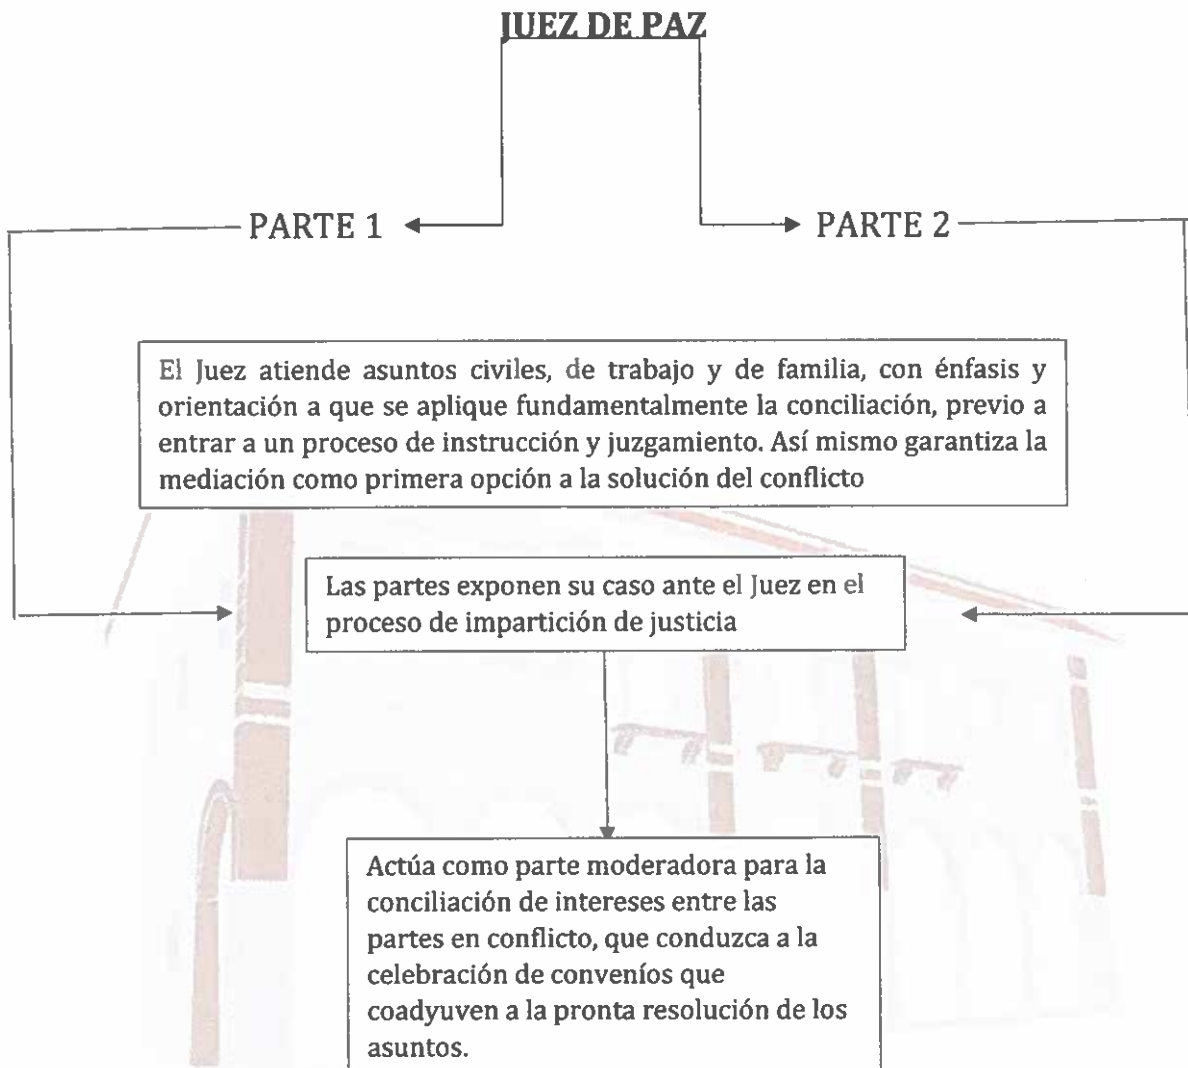 JUEZ DE PAZ
PARTE 1
PARTE 2
El Juez atiende asuntos civiles, de trabajo y de familia, con énfasis y
orientación a que se aplique fundamentalmente la conciliación, previo a
entrar a un proceso de instrucción y juzgamiento. Así mismo garantiza la
mediación como primera opción a la solución del conflicto
Las partes exponen su caso ante el Juez en el
proceso de impartición de justicia
Actúa como parte moderadora para la
conciliación de intereses entre las
partes en conflicto, que conduzca a la
celebración de convenios que
coadyuven a la pronta resolución de los
asuntos.